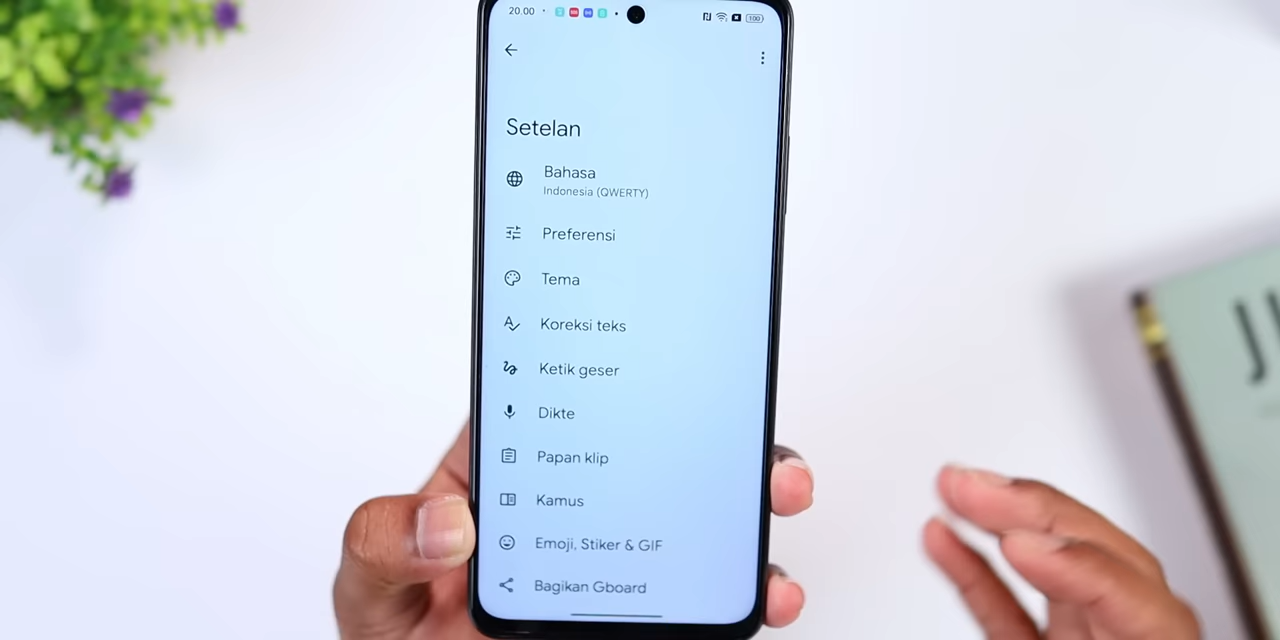 20.00
100
Setelan
Bahasa
Indonesia (QWERTY)
Preferensi
Tema
Koreksi teks
Ketik geser
Dikte
Papan klip
Kamus
Emoji, Stiker & GIF
Bagikan Gboard